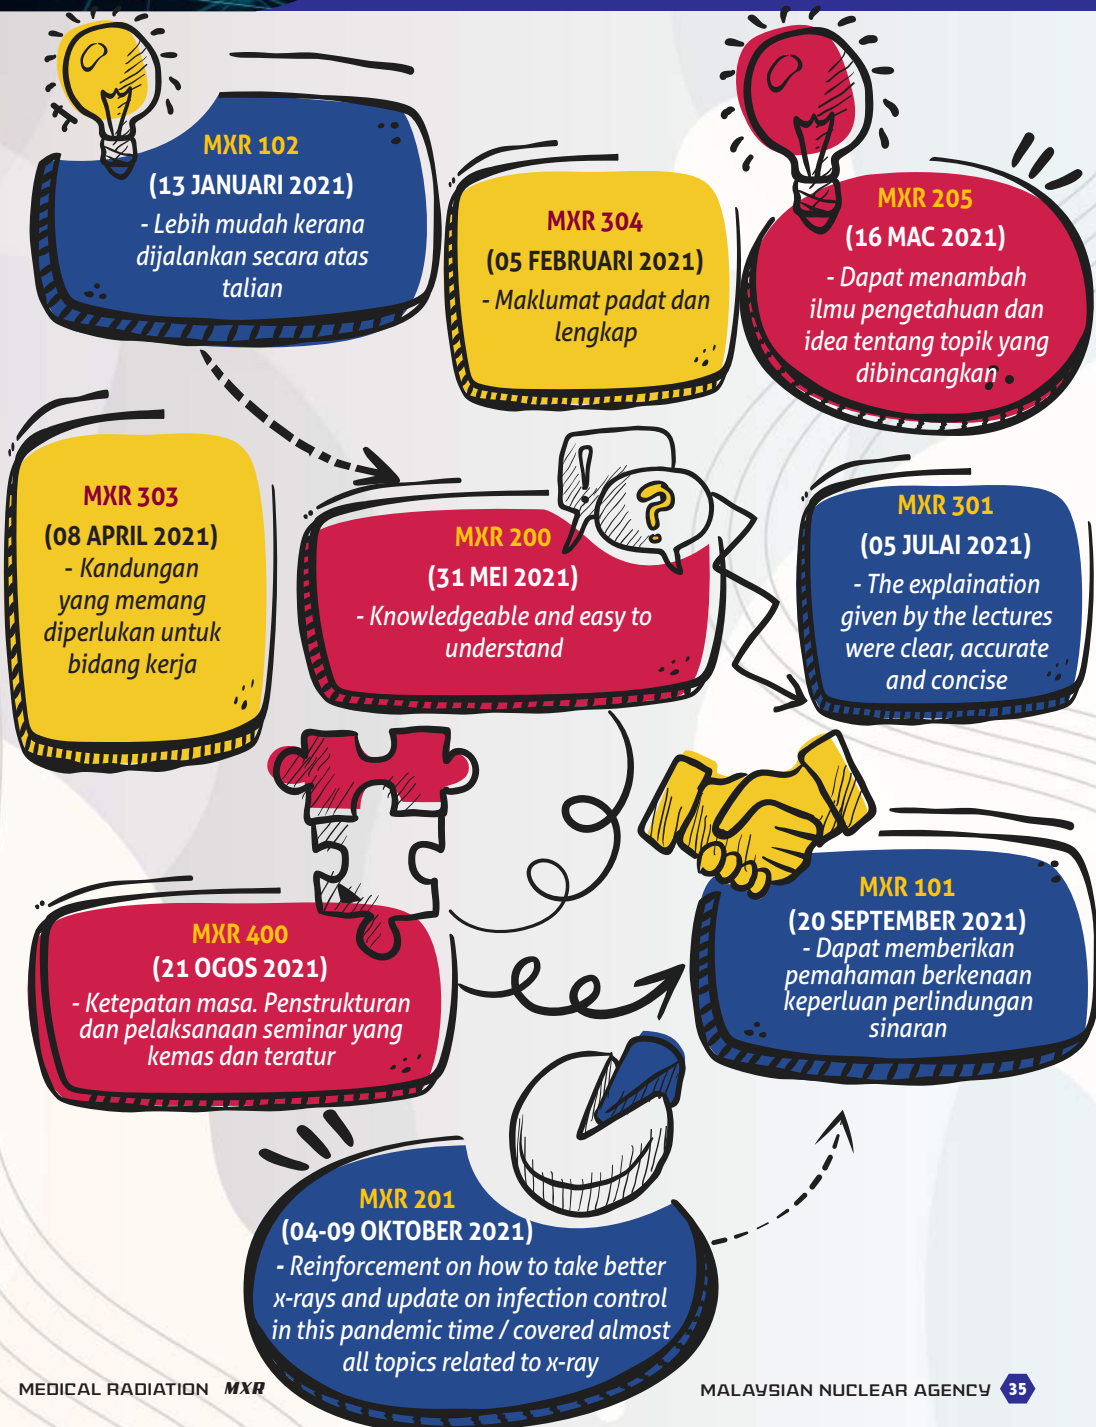 MXR 102
(13 JANUARI 2021)
- Lebih mudah kerana
dijalankan secara atas
talian
MXR 304
(05 FEBRUARI 2021)
- Maklumat padat dan
lengkap
MXR 205
(16 MAC 2021)
- Dapat menambah
ilmu pengetahuan dan
idea tentang topik yang
dibincangkan
MXR 303
(08 APRIL 2021)
- Kandungan
yang memang
diperlukan untuk
bidang kerja
! ?
MXR 200
(31 MEI 2021)
- Knowledgeable and easy to
understand
MXR 301
(05 JULAI 2021)
- The explaination
given by the lectures
were clear, accurate
and concise
MXR 400
(21 OGOS 2021)
- Ketepatan masa. Penstrukturan
dan pelaksanaan seminar yang
kemas dan teratur
MXR 101
(20 SEPTEMBER 2021)
- Dapat memberikan
pemahaman berkenaan
keperluan perlindungan
sinaran
MXR 201
(04-09 OKTOBER 2021)
- Reinforcement on how to take better
x-rays and update on infection control
in this pandemic time / covered almost
all topics related to x-ray
MEDICAL RADIATION MXR
MALAYSIAN NUCLEAR AGENCY 35